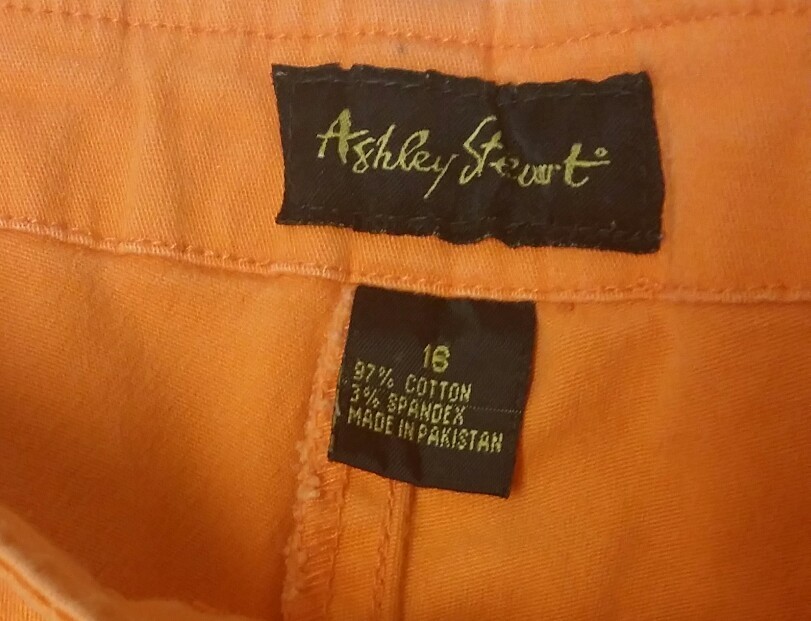 Ashley Stewart®
16
97% COTTON
3% SPANDEX
MADE IN PAKISTAN